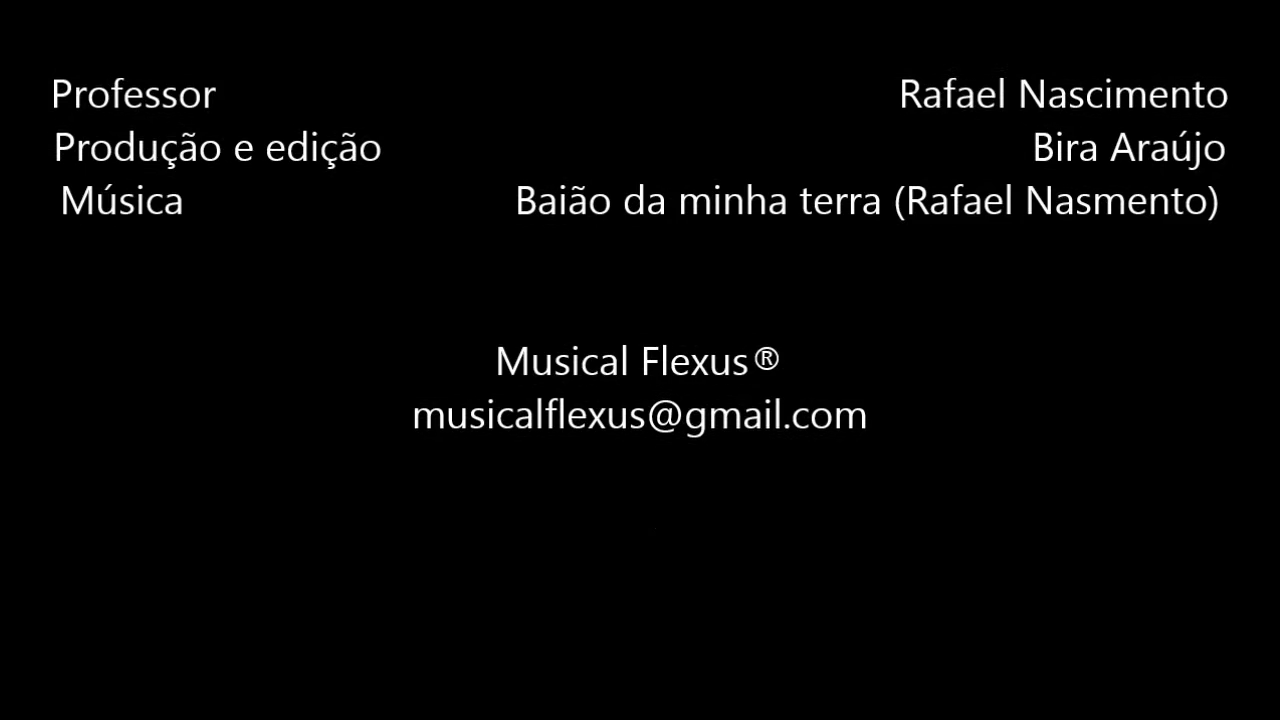 Professor Rafael Nascimento
Produção e edição Bira Araújo
Música Baião da minha terra (Rafael Nasmento)
Musical Flexus®
musicalflexus@gmail.com